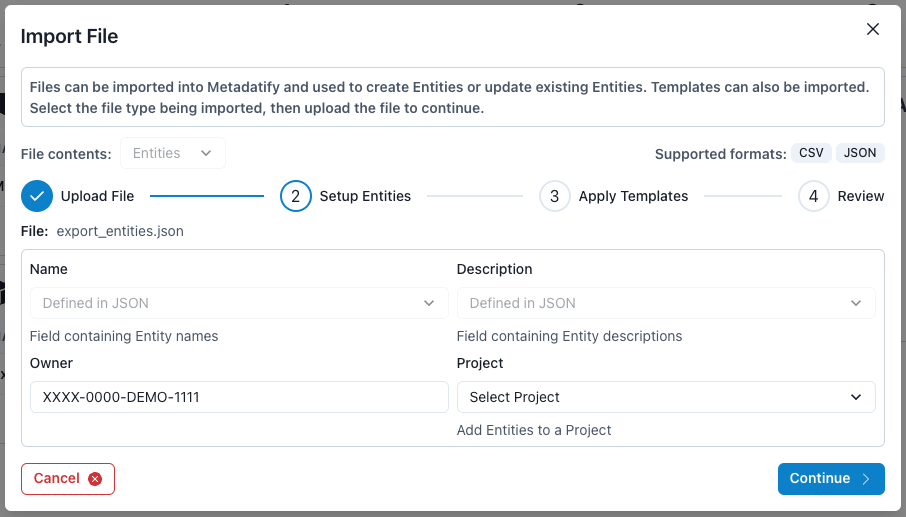 Import File
Files can be imported into Metadatify and used to create Entities or update existing Entities. Templates can also be imported.
Select the file type being imported, then upload the file to continue.
File contents: Entities Supported formats: CSV JSON
Upload File 2 Setup Entities 3 Apply Templates 4 Review
File: export_entities.json
Name Description
Defined in JSON Defined in JSON
Field containing Entity names Field containing Entity descriptions
Owner Project
XXXX-0000-DEMO-1111 Select Project
Add Entities to a Project
Cancel Continue